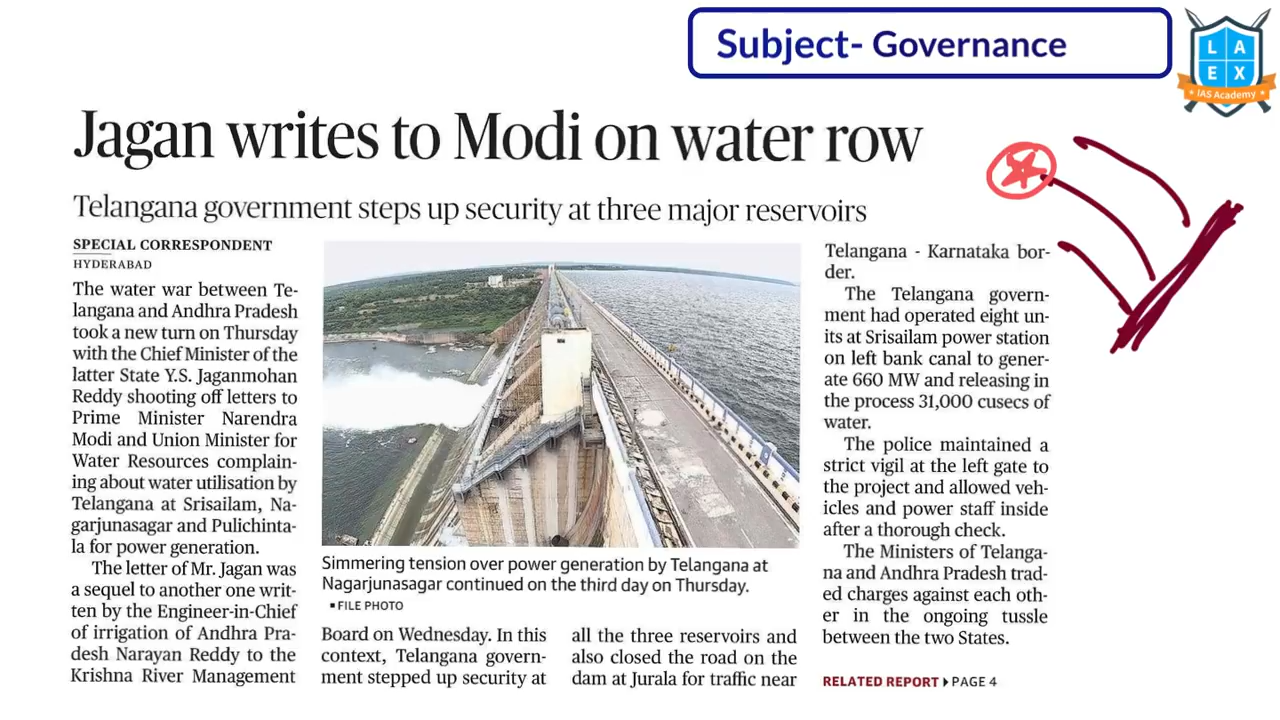 Subject- Governance
L A
E X
IAS Academy
Jagan writes to Modi on water row
Telangana government steps up security at three major reservoirs
SPECIAL CORRESPONDENT
HYDERABAD
The water war between Te-
langana and Andhra Pradesh
took a new turn on Thursday
with the Chief Minister of the
latter State Y.S. Jaganmohan
Reddy shooting off letters to
Prime Minister Narendra
Modi and Union Minister for
Water Resources complain-
ing about water utilisation by
Telangana at Srisailam, Na-
garjunasagar and Pulichinta-
la for power generation.
The letter of Mr. Jagan was
a sequel to another one writ-
ten by the Engineer-in-Chief
of irrigation of Andhra Pra-
desh Narayan Reddy to the
Krishna River Management
Simmering tension over power generation by Telangana at
Nagarjunasagar continued on the third day on Thursday.
▪FILE PHOTO
Board on Wednesday. In this
context, Telangana govern-
ment stepped up security at
all the three reservoirs and
also closed the road on the
dam at Jurala for traffic near
Telangana - Karnataka bor-
der.
The Telangana govern-
ment had operated eight un-
its at Srisailam power station
on left bank canal to gener-
ate 660 MW and releasing in
the process 31,000 cusecs of
water.
The police maintained a
strict vigil at the left gate to
the project and allowed veh-
icles and power staff inside
after a thorough check.
The Ministers of Telanga-
na and Andhra Pradesh trad-
ed charges against each oth-
er in the ongoing tussle
between the two States.
RELATED REPORT ▸ PAGE 4